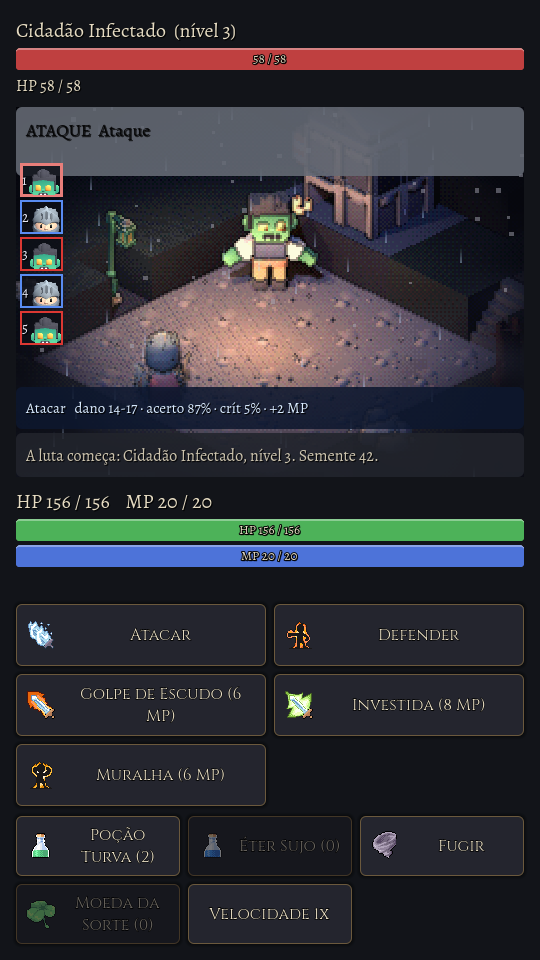 Cidadão Infectado (nível 3)
58 / 58
HP 58 / 58
ATAQUE Ataque
1
2
3
4
5
Atacar dano 14-17 · acerto 87% · crít 5% · +2 MP
A luta começa: Cidadão Infectado, nível 3. Semente 42.
HP 156 / 156 MP 20 / 20
HP 156 / 156
MP 20 / 20
Atacar
Defender
Golpe de Escudo (6
MP)
Investida (8 MP)
Muralha (6 MP)
Poção
Turva (2)
Éter Sujo (0)
Fugir
Moeda da
Sorte (0)
Velocidade 1x